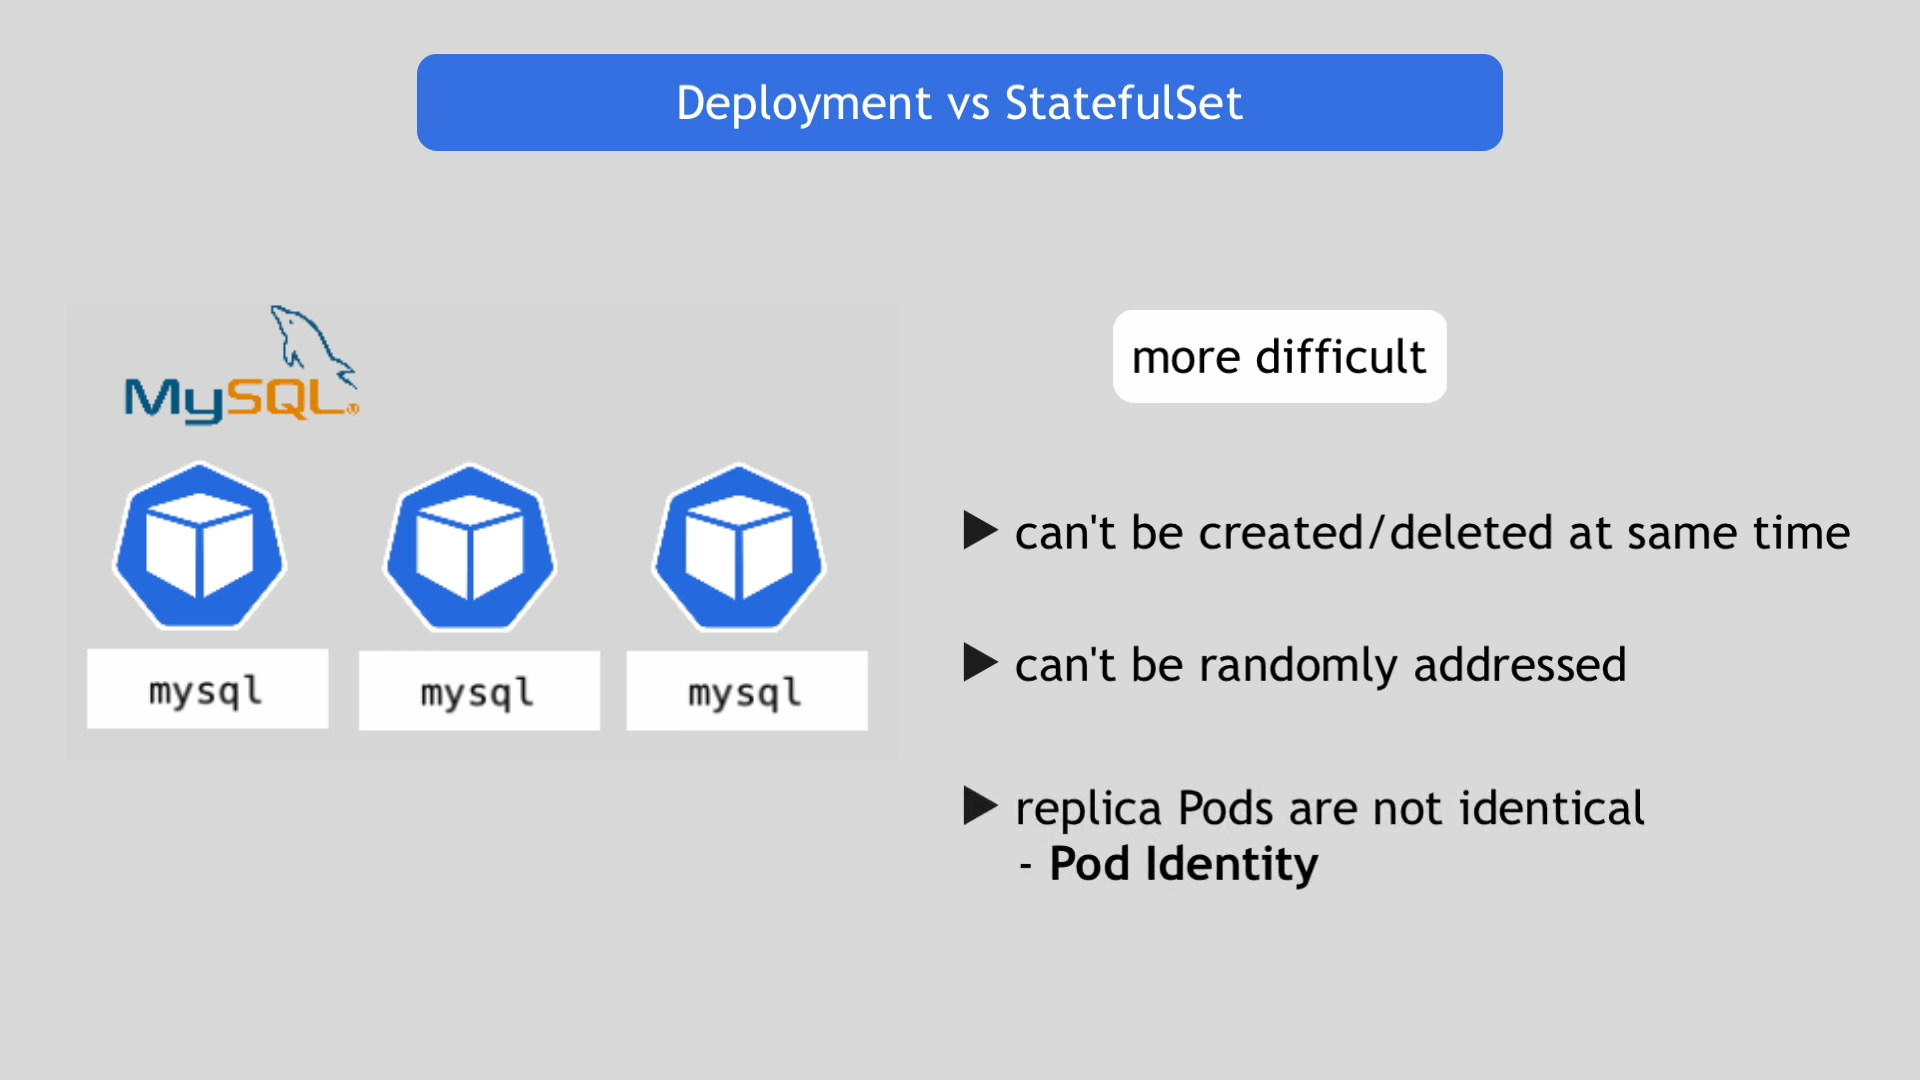 Deployment vs StatefulSet
MySQL®
mysql
mysql
mysql
more difficult
can't be created/deleted at same time
can't be randomly addressed
replica Pods are not identical
- Pod Identity